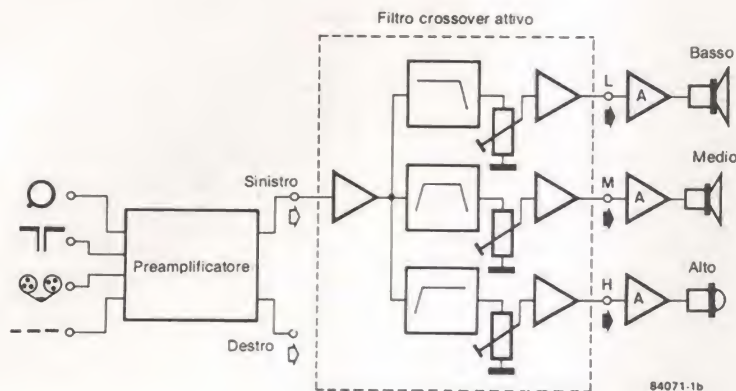 Filtro crossover attivo
Basso
L
A
Medio
Sinistro
M
A
Preamplificatore
Alto
H
A
Destro
84071-1b